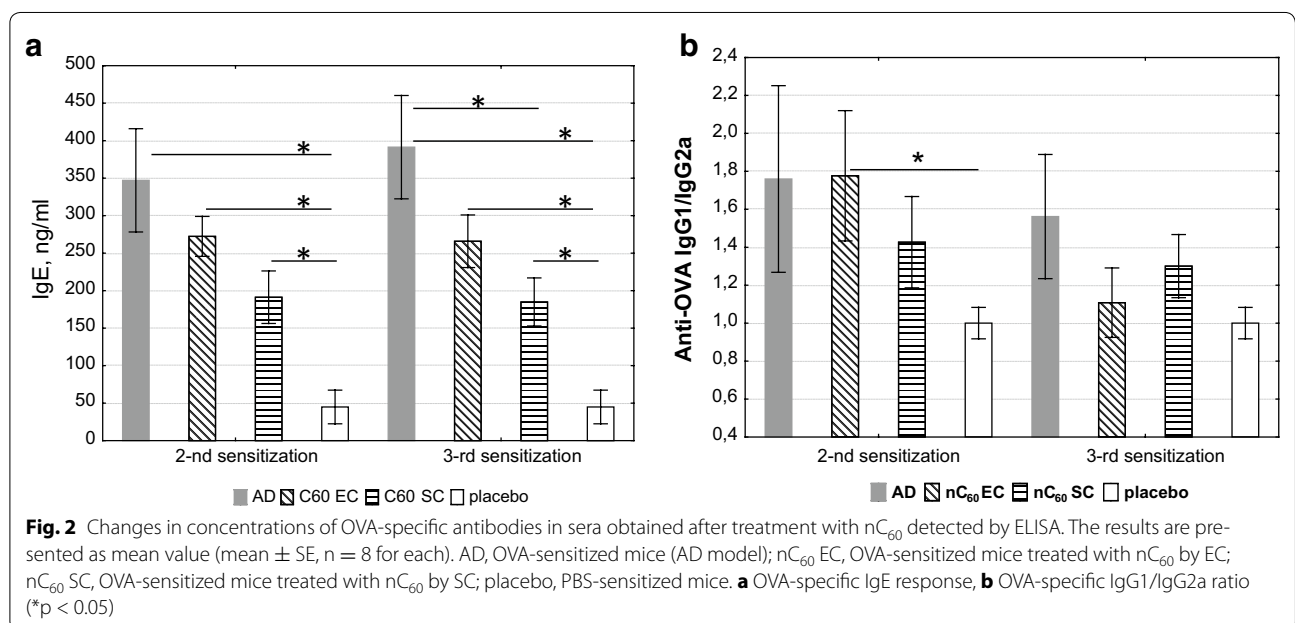 a
500
450
400
350
300
250
200
150
100
50
0
IgE, ng/ml
*
*
*
*
*
*
*
2-nd sensitization 3-rd sensitization
AD C60 EC C60 SC placebo
b
2,2
2,0
1,8
1,6
1,4
1,2
1,0
0,8
0,6
0,4
Anti-OVA IgG1/IgG2a
*
2-nd sensitization 3-rd sensitization
AD nC60 EC nC60 SC placebo
Fig. 2 Changes in concentrations of OVA-specific antibodies in sera obtained after treatment with nC60 detected by ELISA. The results are pre-
sented as mean value (mean ± SE, n = 8 for each). AD, OVA-sensitized mice (AD model); nC60 EC, OVA-sensitized mice treated with nC60 by EC;
nC60 SC, OVA-sensitized mice treated with nC60 by SC; placebo, PBS-sensitized mice. a OVA-specific IgE response, b OVA-specific IgG1/IgG2a ratio
(*p < 0.05)